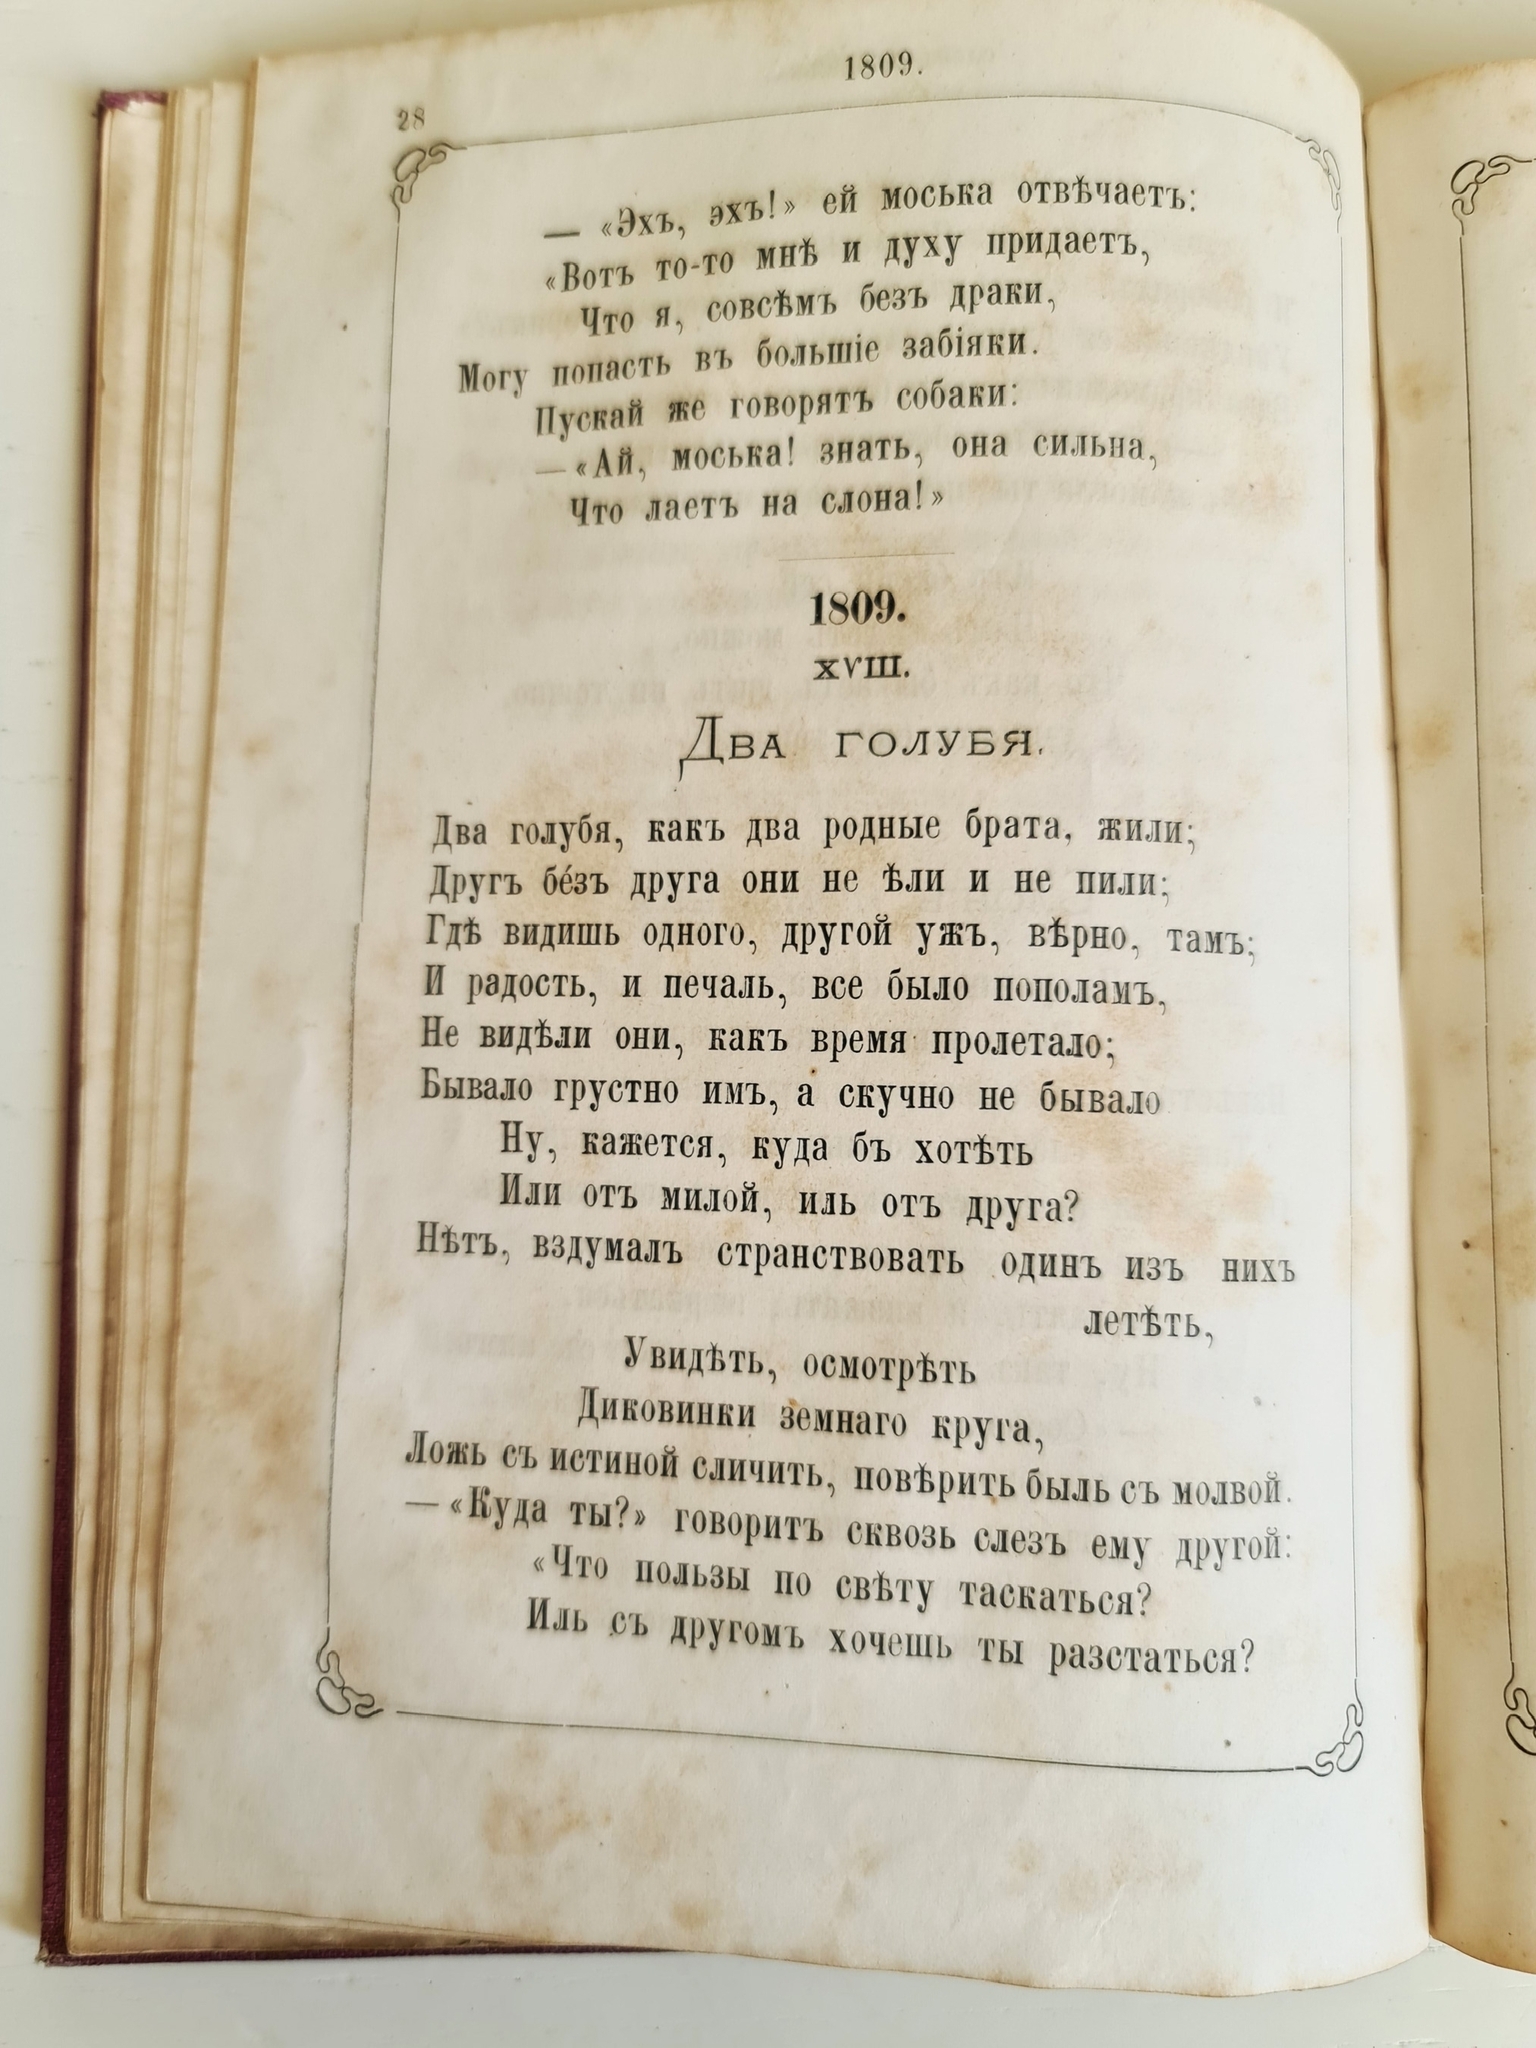 1809.
28
— «Эхъ, эхъ!» ей моська отвѣчаетъ:
«Вотъ то-то мнѣ и духу придаетъ,
Что я, совсѣмъ безъ драки,
Могу попасть въ большіе забіяки.
Пускай же говорятъ собаки:
— «Ай, моська! знать, она сильна,
Что лаетъ на слона!»
1809.
XVIII.
Два голубя.
Два голубя, какъ два родные брата, жили;
Другъ бе́зъ друга они не ѣли и не пили;
Гдѣ видишь одного, другой ужъ, вѣрно, тамъ;
И радость, и печаль, все было пополамъ,
Не видѣли они, какъ время пролетало;
Бывало грустно имъ, а скучно не бывало
Ну, кажется, куда бъ хотѣть
Или отъ милой, иль отъ друга?
Нѣтъ, вздумалъ странствовать одинъ изъ нихъ
летѣть,
Увидѣть, осмотрѣть
Диковинки земнаго круга,
Ложь съ истиной сличить, повѣрить быль съ молвой.
— «Куда ты?» говоритъ сквозь слезъ ему другой:
«Что пользы по свѣту таскаться?
Иль съ другомъ хочешь ты разстаться?